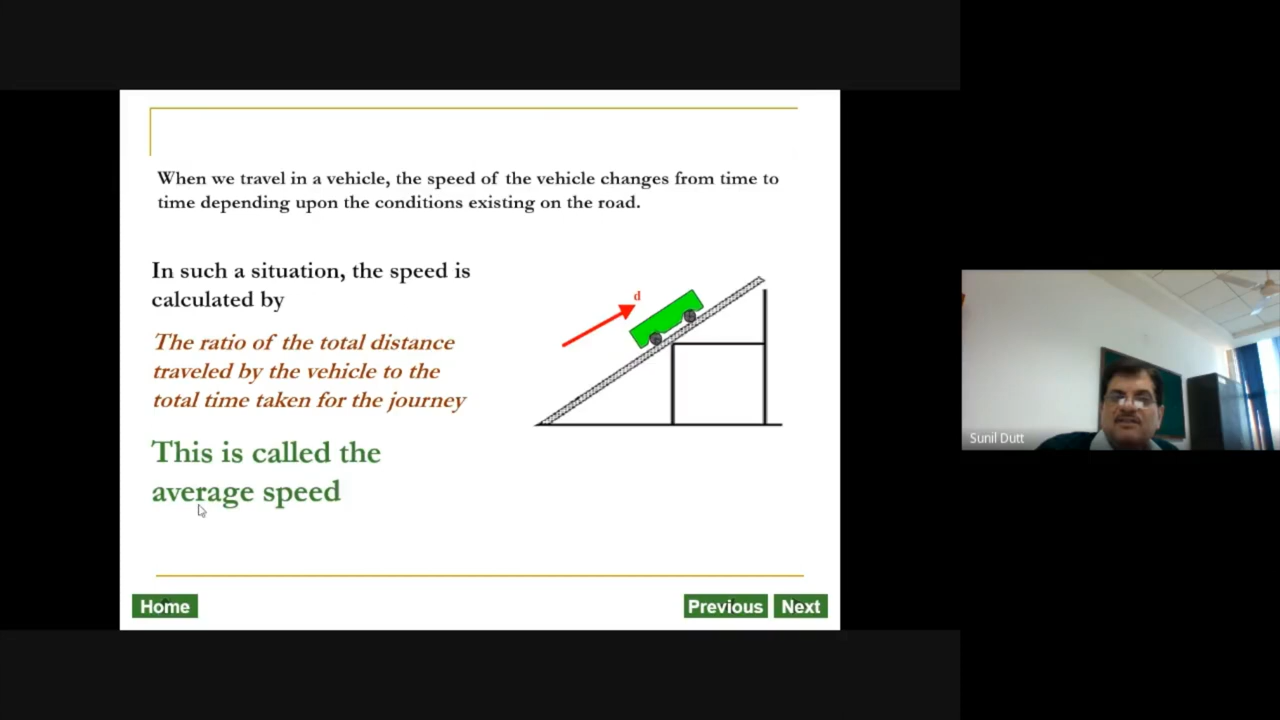 When we travel in a vehicle, the speed of the vehicle changes from time to
time depending upon the conditions existing on the road.
In such a situation, the speed is
calculated by
d
The ratio of the total distance
traveled by the vehicle to the
total time taken for the journey
This is called the
average speed
Sunil Dutt
Home
Previous
Next